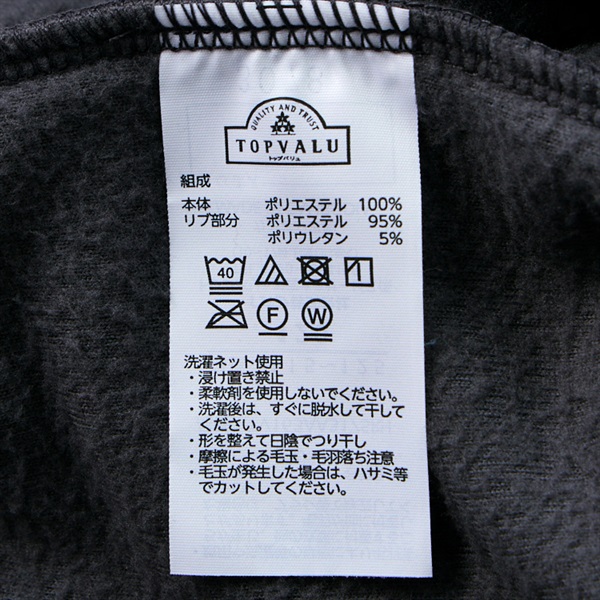 QUALITY AND TRUST
TOPVALU
トップバリュ
組成
本体 ポリエステル 100%
リブ部分 ポリエステル 95%
ポリウレタン 5%
40
F W
洗濯ネット使用
・浸け置き禁止
・柔軟剤を使用しないでください。
・洗濯後は、すぐに脱水して干して
ください。
・形を整えて日陰でつり干し
・摩擦による毛玉・毛羽落ち注意
・毛玉が発生した場合は、ハサミ等
でカットしてください。